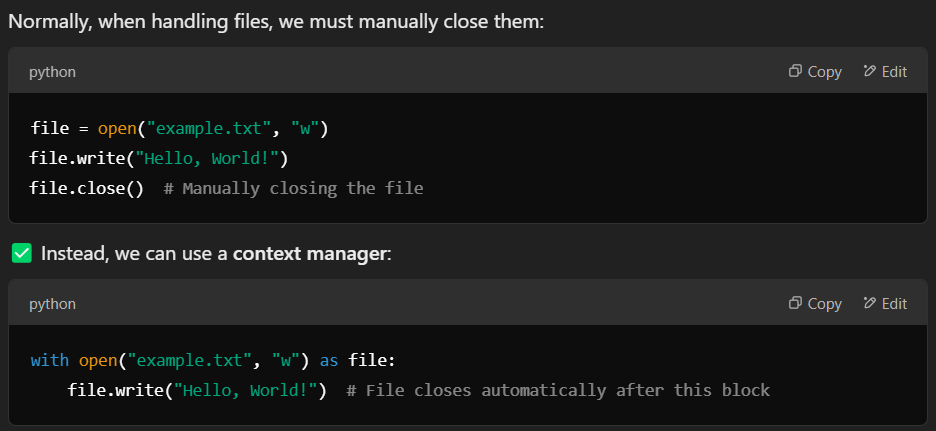 Normally, when handling files, we must manually close them:
python Copy Edit
file = open("example.txt", "w")
file.write("Hello, World!")
file.close()  # Manually closing the file
✅ Instead, we can use a context manager:
python Copy Edit
with open("example.txt", "w") as file:
    file.write("Hello, World!")  # File closes automatically after this block